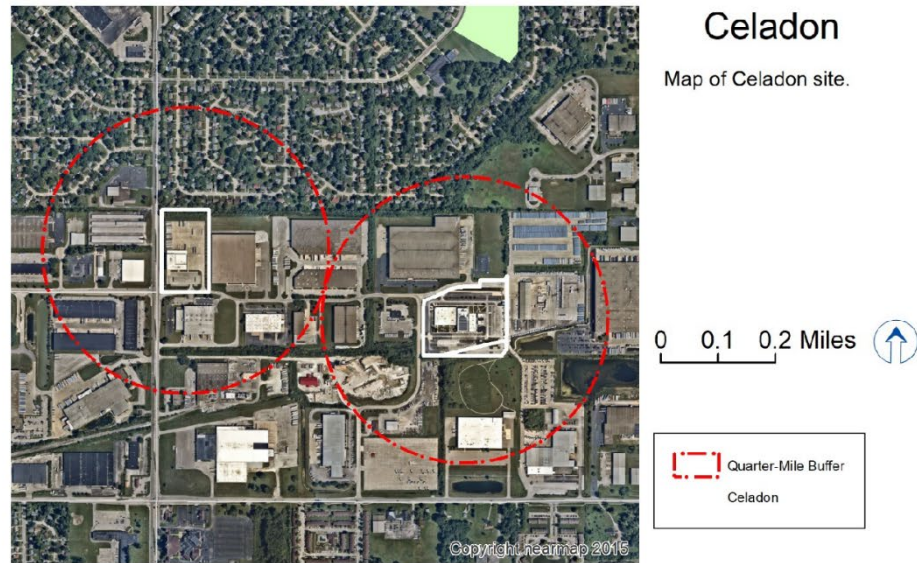 Celadon
Map of Celadon site.
0 0.1 0.2 Miles
Quarter-Mile Buffer
Celadon
Copyright nearmap 2015